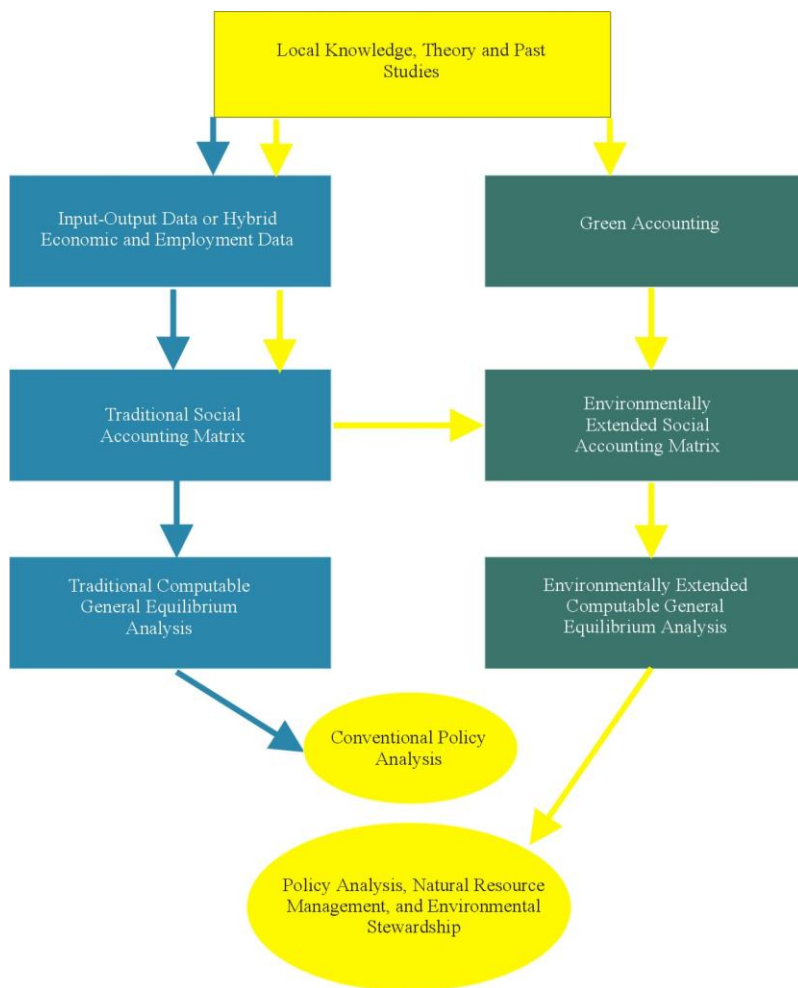 Local Knowledge, Theory and Past
Studies
Input-Output Data or Hybrid
Economic and Employment Data
Green Accounting
Traditional Social
Accounting Matrix
Environmentally
Extended Social
Accounting Matrix
Traditional Computable
General Equilibrium
Analysis
Environmentally Extended
Computable General
Equilibrium Analysis
Conventional Policy
Analysis
Policy Analysis, Natural Resource
Management, and Environmental
Stewardship